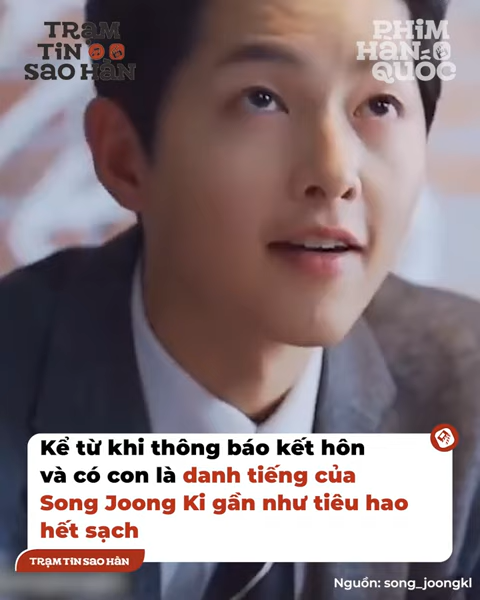 TRẠM
TIN
SAO HÀN
PHIM
HÀN
QUỐC
Kể từ khi thông báo kết hôn
và có con là danh tiếng của
Song Joong Ki gần như tiêu hao
hết sạch
TRẠM TIN SAO HÀN
Nguồn: song_joongkl